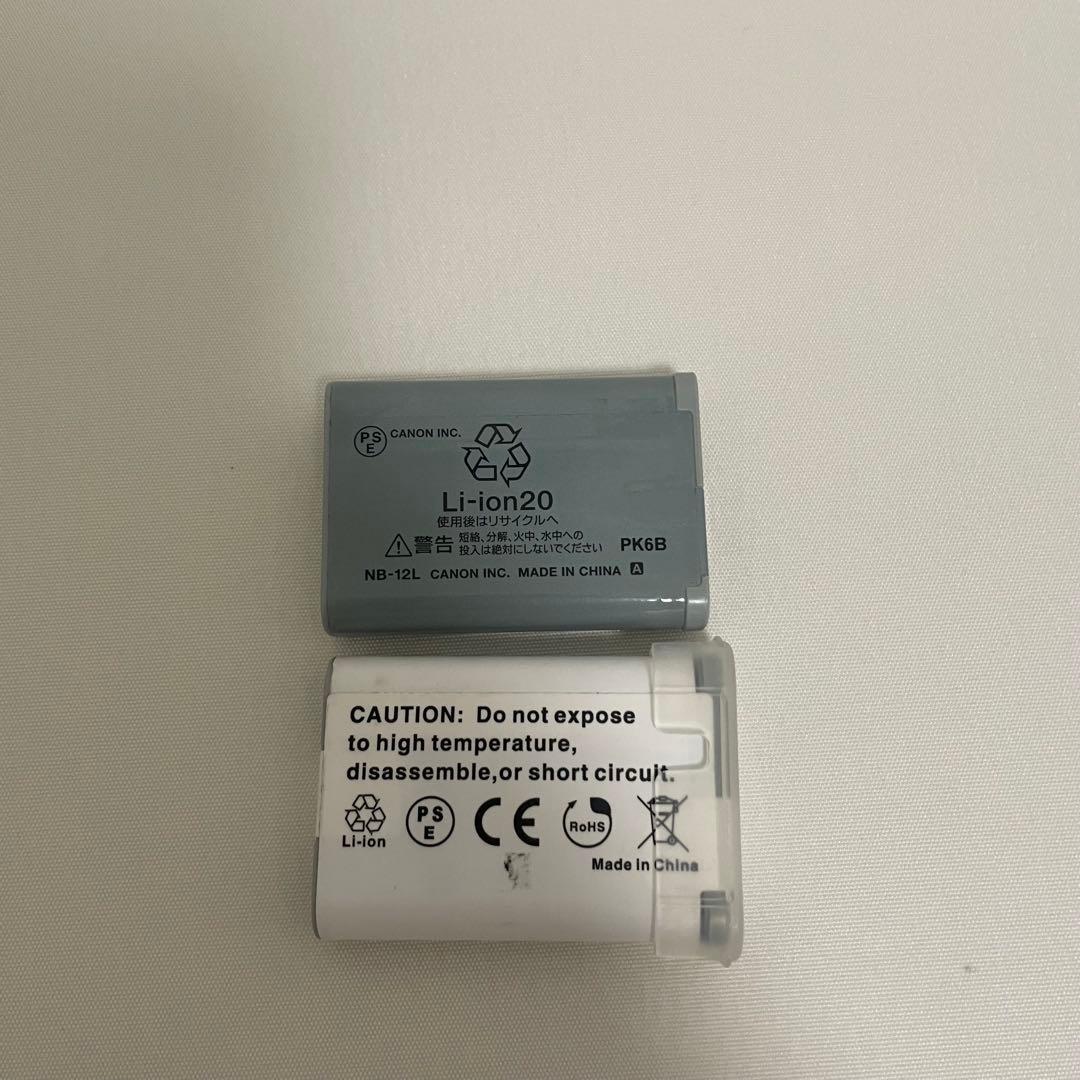 PSE CANON INC.
Li-ion20
使用後はリサイクルへ
警告 短絡、分解、火中、水中への
投入は絶対にしないでください
PK6B
NB-12L CANON INC. MADE IN CHINA A
CAUTION: Do not expose
to high temperature,
disassemble,or short circuit.
Li-ion
PSE
CE
RoHS
Made in China